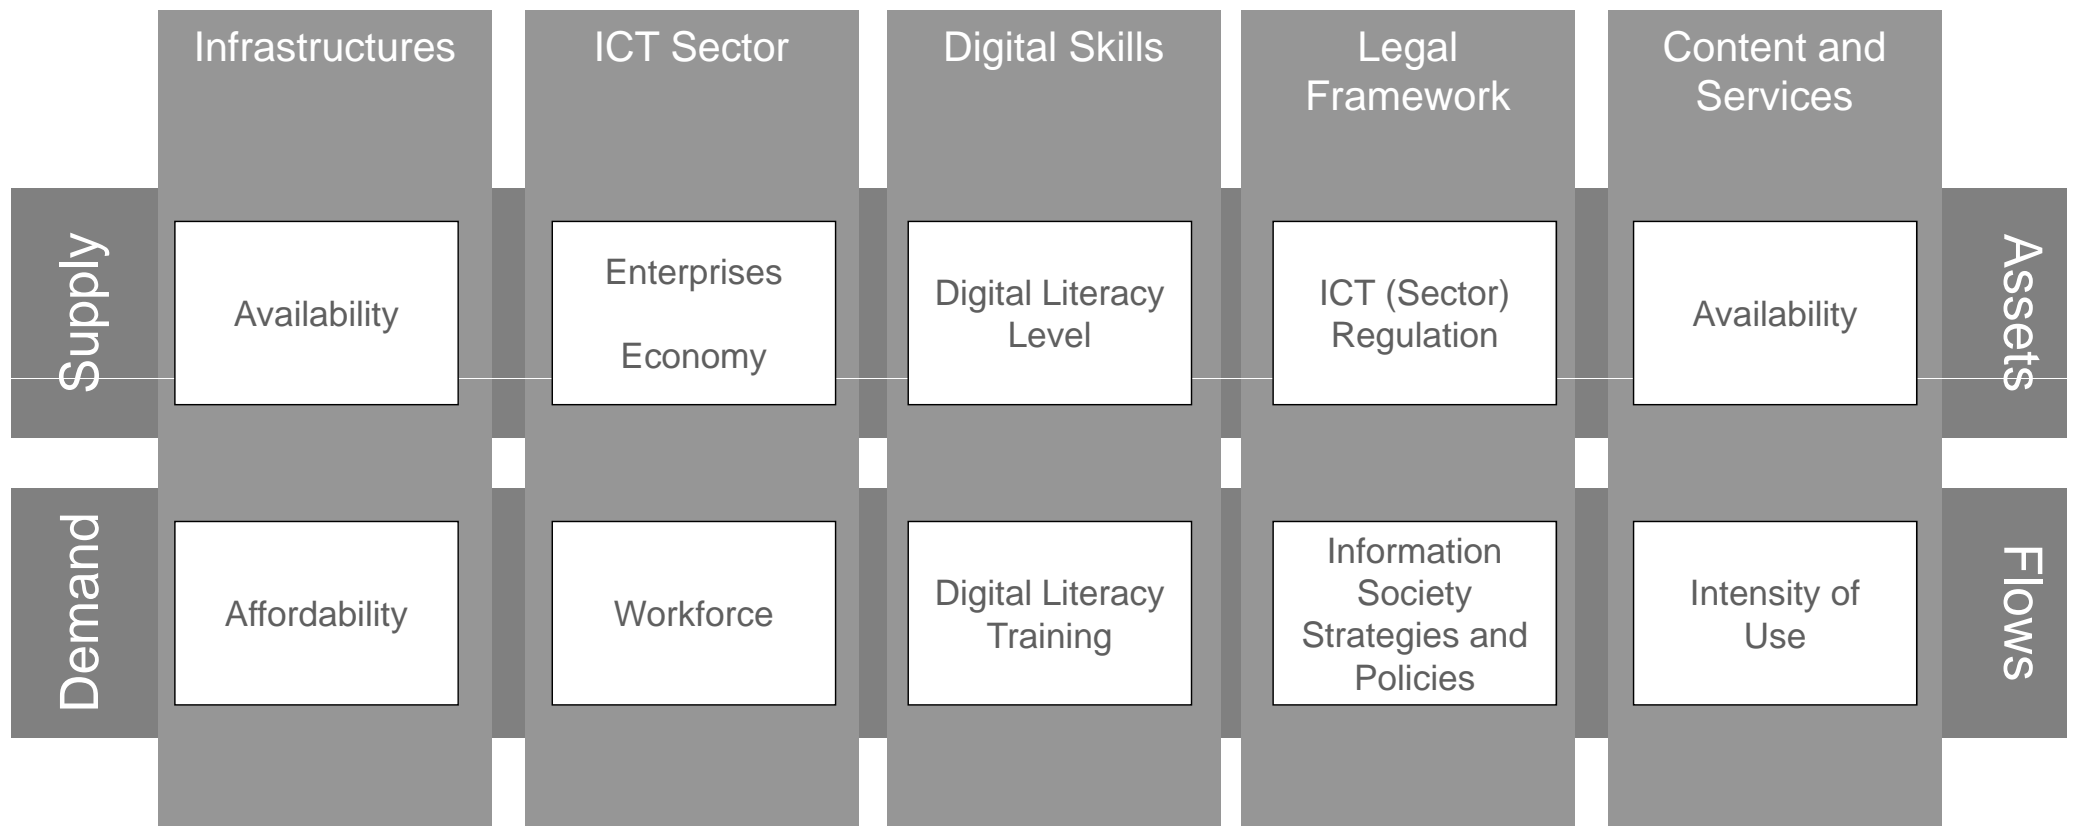 Infrastructures
ICT Sector
Digital Skills
Legal
Framework
Content and
Services
Supply
Availability
Enterprises
Economy
Digital Literacy
Level
ICT (Sector)
Regulation
Availability
Assets
Demand
Affordability
Workforce
Digital Literacy
Training
Information
Society
Strategies and
Policies
Intensity of
Use
Flows